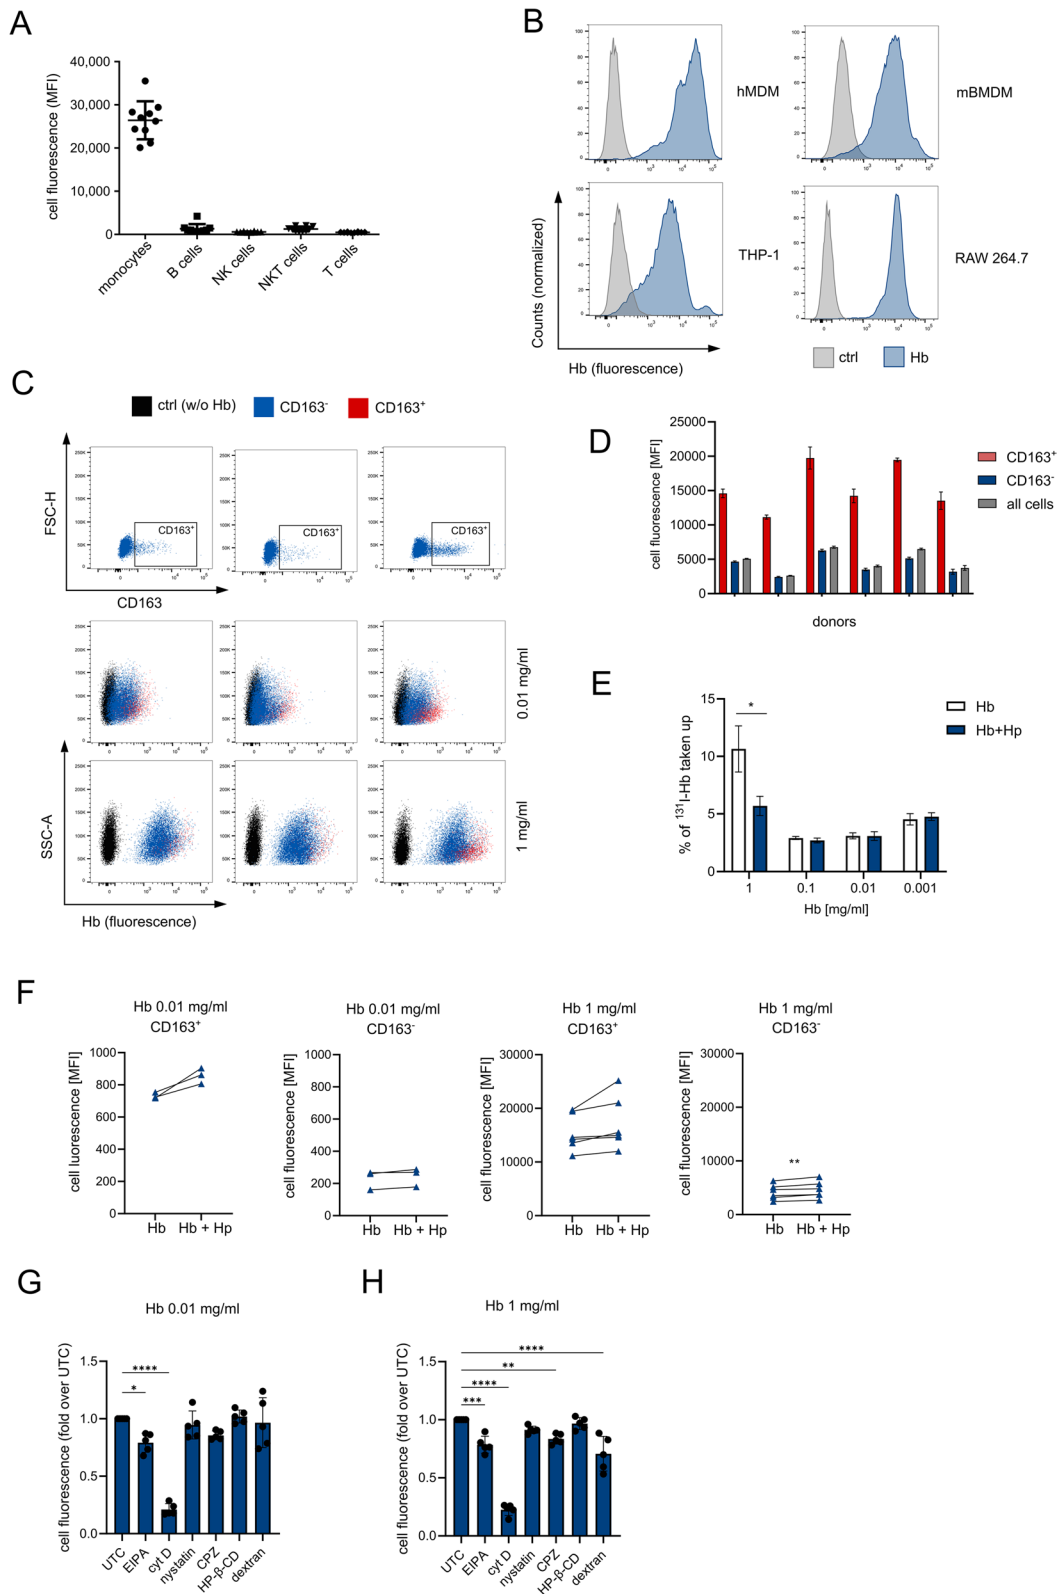 A
cell fluorescence (MFI)
40,000
30,000
20,000
10,000
0
monocytes
B cells
NK cells
NKT cells
T cells
B
hMDM
mBMDM
THP-1
RAW 264.7
Counts (normalized)
Hb (fluorescence)
ctrl
Hb
C
ctrl (w/o Hb)
CD163⁻
CD163⁺
FSC-H
CD163⁺
CD163⁺
CD163⁺
CD163
0.01 mg/ml
SSC-A
1 mg/ml
Hb (fluorescence)
D
cell fluorescence [MFI]
25000
20000
15000
10000
5000
0
donors
CD163⁺
CD163⁻
all cells
E
% of ¹³¹I-Hb taken up
15
10
5
0
*
1
0.1
0.01
0.001
Hb [mg/ml]
Hb
Hb+Hp
F
Hb 0.01 mg/ml
CD163⁺
cell luorescence [MFI]
1000
800
600
400
200
0
Hb
Hb + Hp
Hb 0.01 mg/ml
CD163⁻
cell fluorescence [MFI]
1000
800
600
400
200
0
Hb
Hb + Hp
Hb 1 mg/ml
CD163⁺
cell fluorescence [MFI]
30000
20000
10000
0
Hb
Hb + Hp
Hb 1 mg/ml
CD163⁻
cell fluorescence [MFI]
30000
20000
10000
0
**
Hb
Hb + Hp
G
Hb 0.01 mg/ml
cell fluorescence (fold over UTC)
1.5
1.0
0.5
0.0
****
*
UTC
EIPA
cyt D
nystatin
CPZ
HP-β-CD
dextran
H
Hb 1 mg/ml
cell fluorescence (fold over UTC)
1.5
1.0
0.5
0.0
****
**
****
***
UTC
EIPA
cyt D
nystatin
CPZ
HP-β-CD
dextran